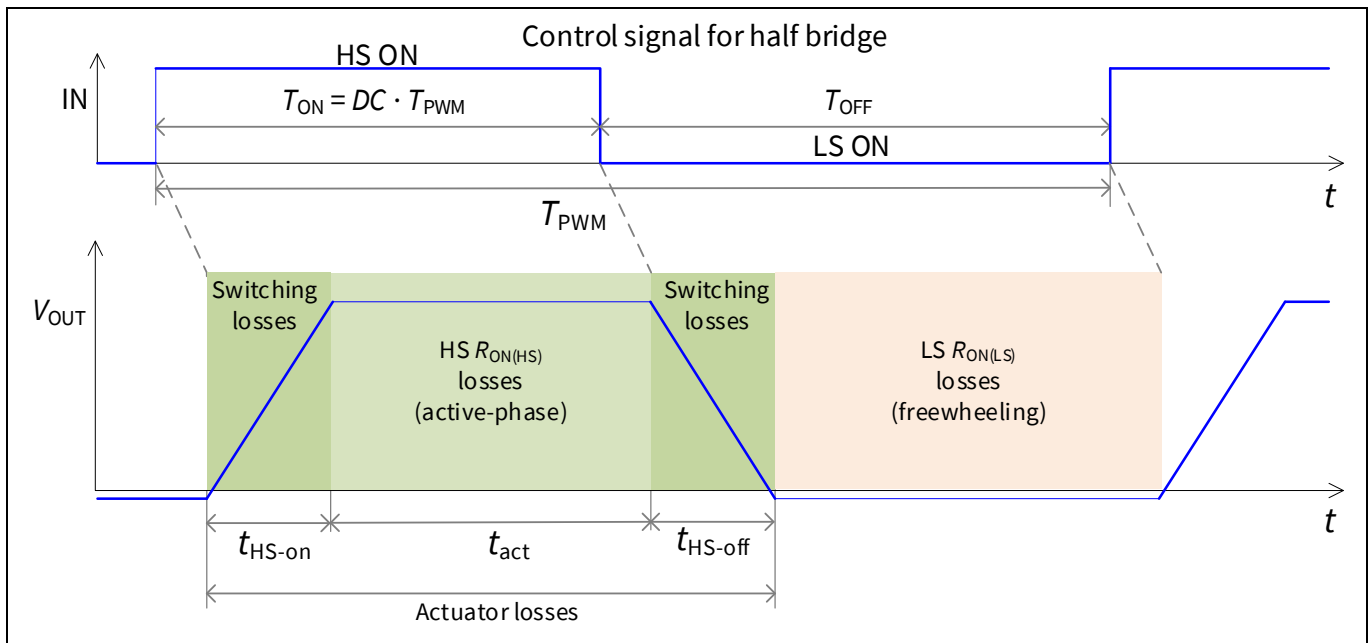 Control signal for half bridge
HS ON
IN
T_ON = DC · T_PWM
T_OFF
LS ON
t
T_PWM
Switching
losses
Switching
losses
V_OUT
HS R_ON(HS)
losses
(active-phase)
LS R_ON(LS)
losses
(freewheeling)
t
t_HS-on
t_act
t_HS-off
Actuator losses